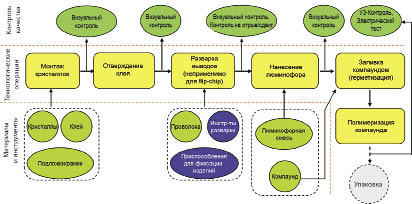 Контроль
качества
Визуальный
контроль
Визуальный
контроль
Визуальный контроль,
Контроль на отрыв/сдвиг
Визуальный
контроль
УЗ-Контроль,
Электрический
тест
Технологические
операции
Монтаж
кристаллов
Отверждение
клея
Разварка
выводов
(неприменимо
для flip-chip)
Нанесение
люминофора
Заливка
компаундом
(герметизация)
Полимеризация
компаунда
Упаковка
Материалы
и инструменты
Кристаллы
Клей
Подложки/рамки
Проволока
Инстр-ты
разварки
Приспособления
для фиксации
изделий
Люминофорная
смесь
Компаунд